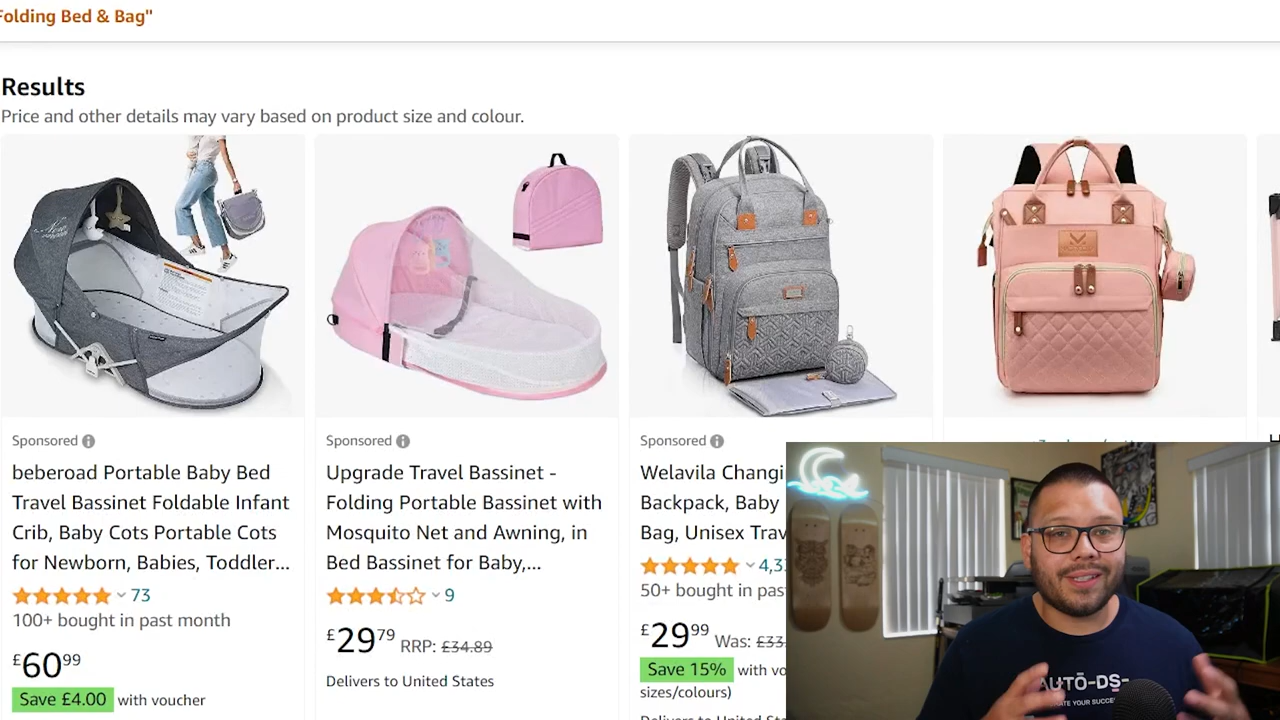 Folding Bed & Bag"
Results
Price and other details may vary based on product size and colour.
Sponsored
beberoad Portable Baby Bed
Travel Bassinet Foldable Infant
Crib, Baby Cots Portable Cots
for Newborn, Babies, Toddler...
73
100+ bought in past month
£60.99
Save £4.00 with voucher
Sponsored
Upgrade Travel Bassinet -
Folding Portable Bassinet with
Mosquito Net and Awning, in
Bed Bassinet for Baby,...
9
£29.79 RRP: £34.89
Delivers to United States
Sponsored
Welavila Changi
Backpack, Baby
Bag, Unisex Trav
4,3
50+ bought in pas
£29.99 Was: £33
Save 15% with vo
sizes/colours)
AUTO-DS-